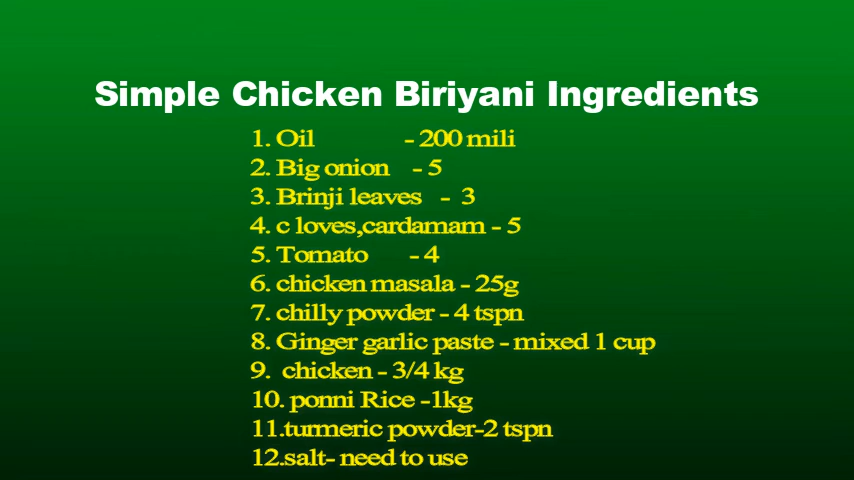 Simple Chicken Biriyani Ingredients
1. Oil - 200 mili
2. Big onion - 5
3. Brinji leaves - 3
4. c loves,cardamam - 5
5. Tomato - 4
6. chicken masala - 25g
7. chilly powder - 4 tspn
8. Ginger garlic paste - mixed 1 cup
9. chicken - 3/4 kg
10. ponni Rice -1kg
11.turmeric powder-2 tspn
12.salt- need to use